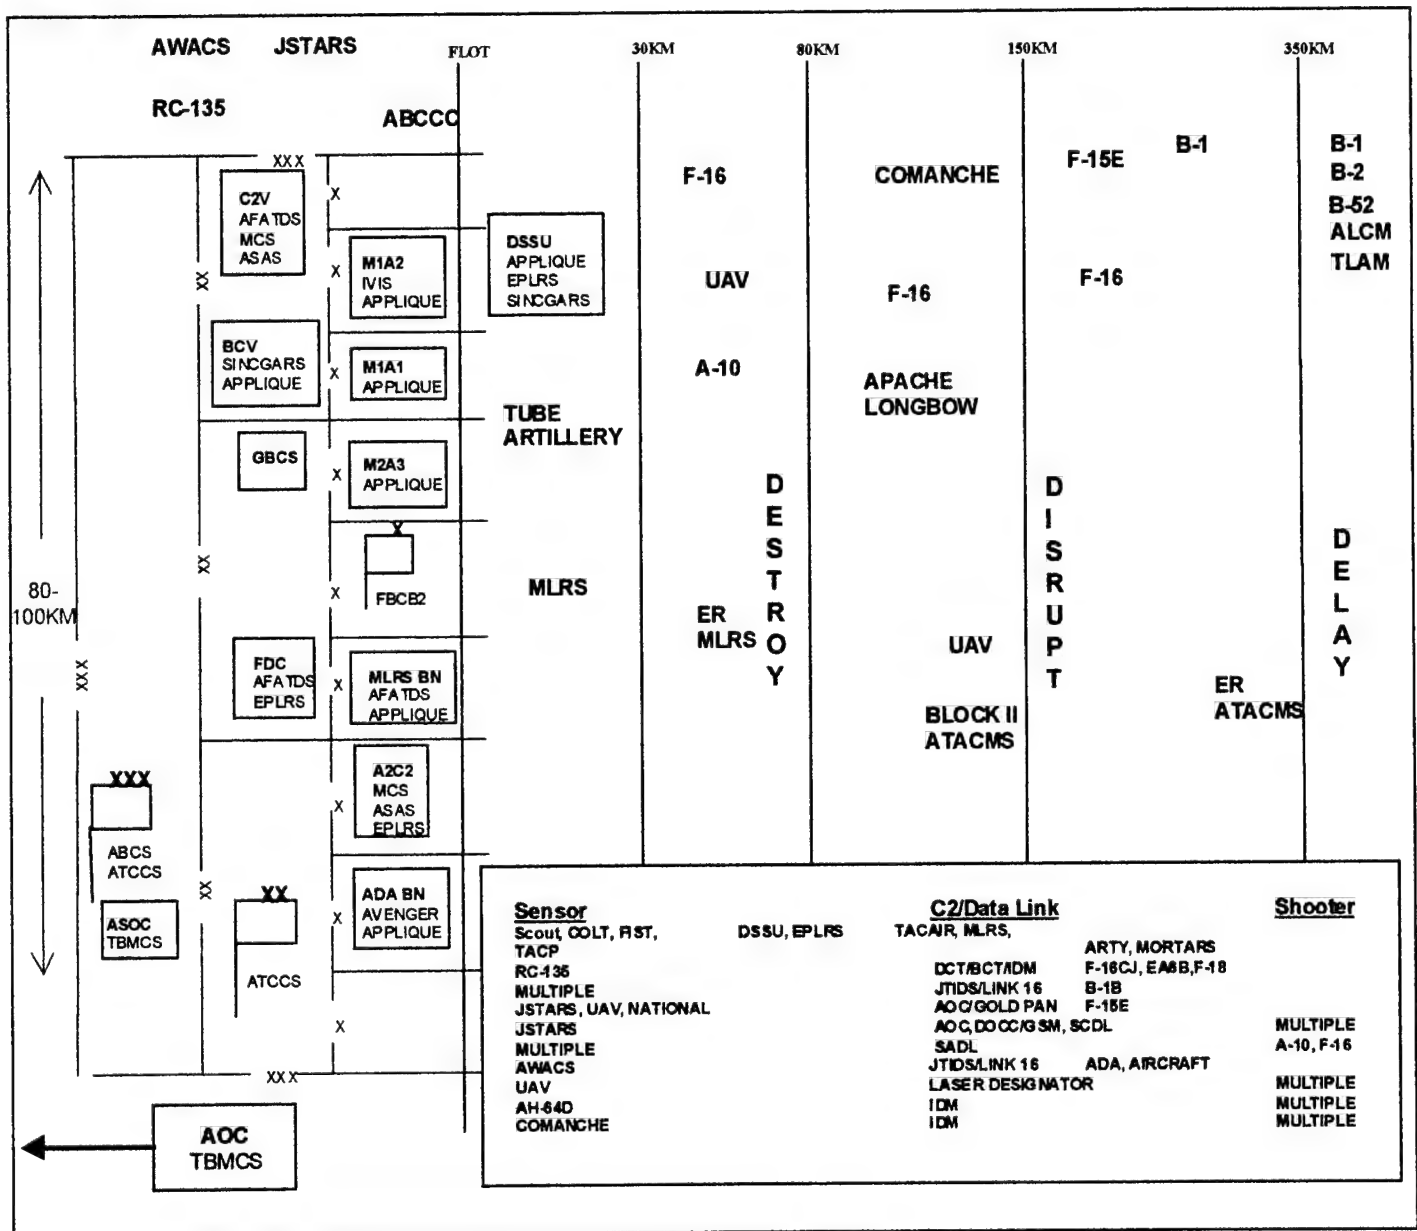 AWACS JSTARS
FLOT 30KM 80KM 150KM 350KM
RC-135
ABCCC
XXX
C2V
AFATDS
MCS
ASAS
X
XX
M1A2
IVIS
APPLIQUE
X
DSSU
APPLIQUE
EPLRS
SINCGARS
BCV
SINCGARS
APPLIQUE
M1A1
APPLIQUE
X
GBCS
M2A3
APPLIQUE
X
X
FBCB2
XX
X
80-
100KM
XXX
FDC
AFATDS
EPLRS
MLRS BN
AFATDS
APPLIQUE
X
A2C2
MCS
ASAS
EPLRS
X
XXX
ABCS
ATCCS
ASOC
TBMCS
XX
XX
ATCCS
ADA BN
AVENGER
APPLIQUE
X
X
XXX
AOC
TBMCS
TUBE
ARTILLERY
MLRS
F-16
UAV
A-10
ER
MLRS
DESTROY
COMANCHE
F-16
APACHE
LONGBOW
UAV
BLOCK II
ATACMS
F-15E
B-1
F-16
DISRUPT
ER
ATACMS
B-1
B-2
B-52
ALCM
TLAM
DELAY
Sensor C2/Data Link Shooter
Scout, COLT, FIST, DSSU, EPLRS TACAIR, MLRS,
TACP ARTY, MORTARS
RC-135 DCT/BCT/IDM F-16CJ, EA6B,F-18
MULTIPLE JTIDS/LINK 16 B-1B
JSTARS, UAV, NATIONAL AOC/GOLD PAN F-15E
JSTARS AOC, DOCC/GSM, SCDL MULTIPLE
MULTIPLE SADL A-10, F-16
AWACS JTIDS/LINK 16 ADA, AIRCRAFT
UAV LASER DESIGNATOR MULTIPLE
AH-64D IDM MULTIPLE
COMANCHE IDM MULTIPLE